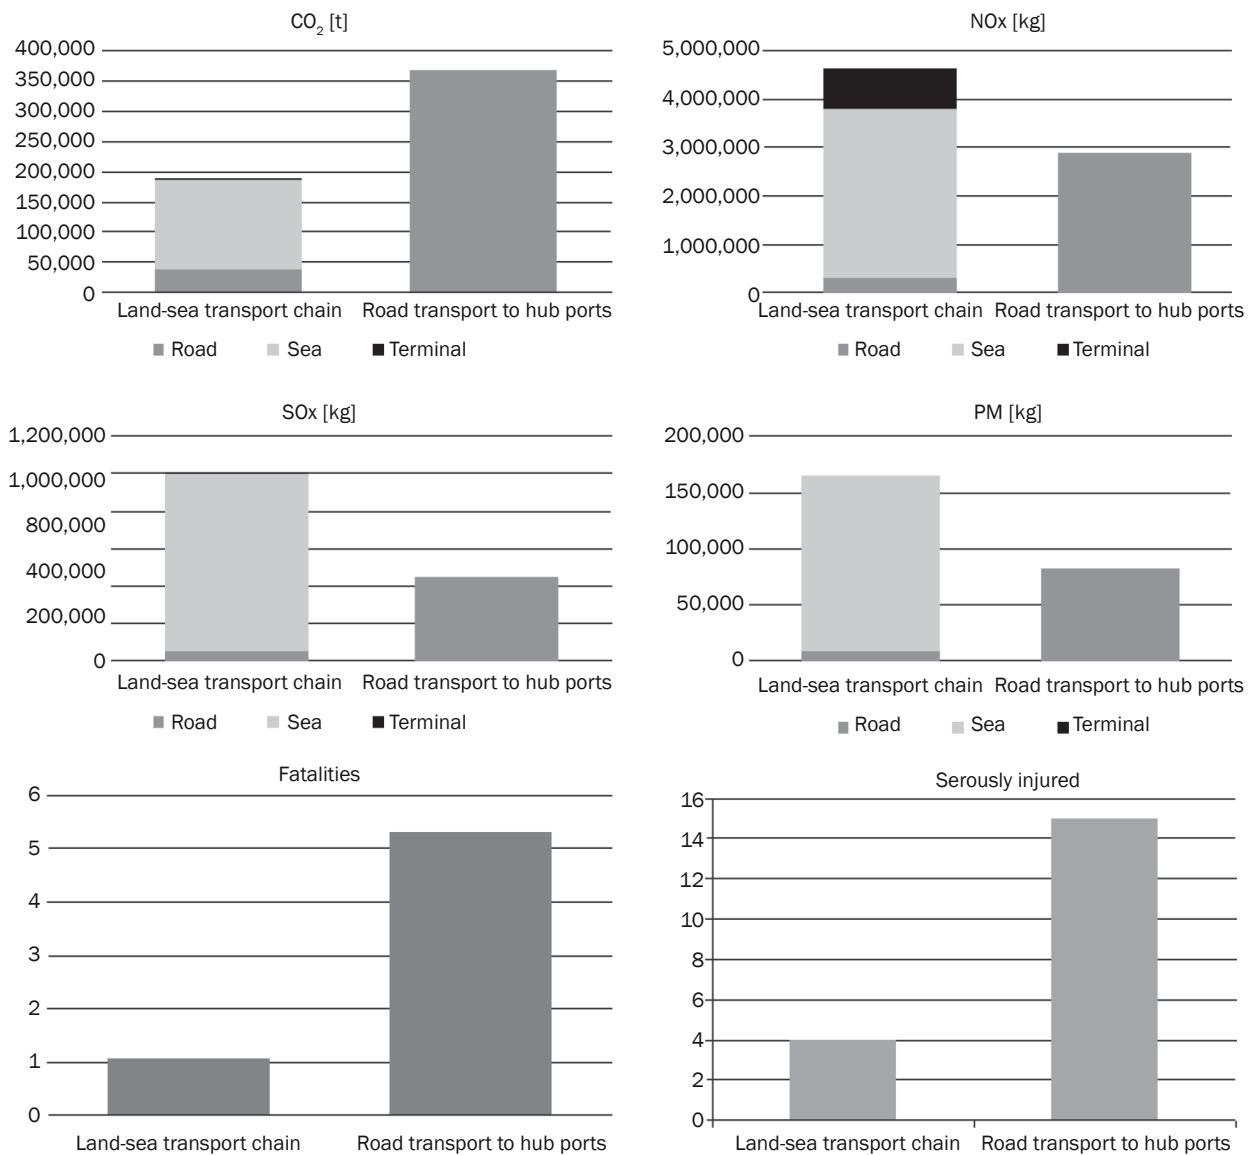 CO2 [t]
400,000
350,000
300,000
250,000
200,000
150,000
100,000
50,000
0
Land-sea transport chain Road transport to hub ports
Road Sea Terminal
NOx [kg]
5,000,000
4,000,000
3,000,000
2,000,000
1,000,000
0
Land-sea transport chain Road transport to hub ports
Road Sea Terminal
SOx [kg]
1,200,000
1,000,000
800,000
400,000
200,000
0
Land-sea transport chain Road transport to hub ports
Road Sea Terminal
PM [kg]
200,000
150,000
100,000
50,000
0
Land-sea transport chain Road transport to hub ports
Road Sea Terminal
Fatalities
6
5
4
3
2
1
0
Land-sea transport chain Road transport to hub ports
Serously injured
16
14
12
10
8
6
4
2
0
Land-sea transport chain Road transport to hub ports